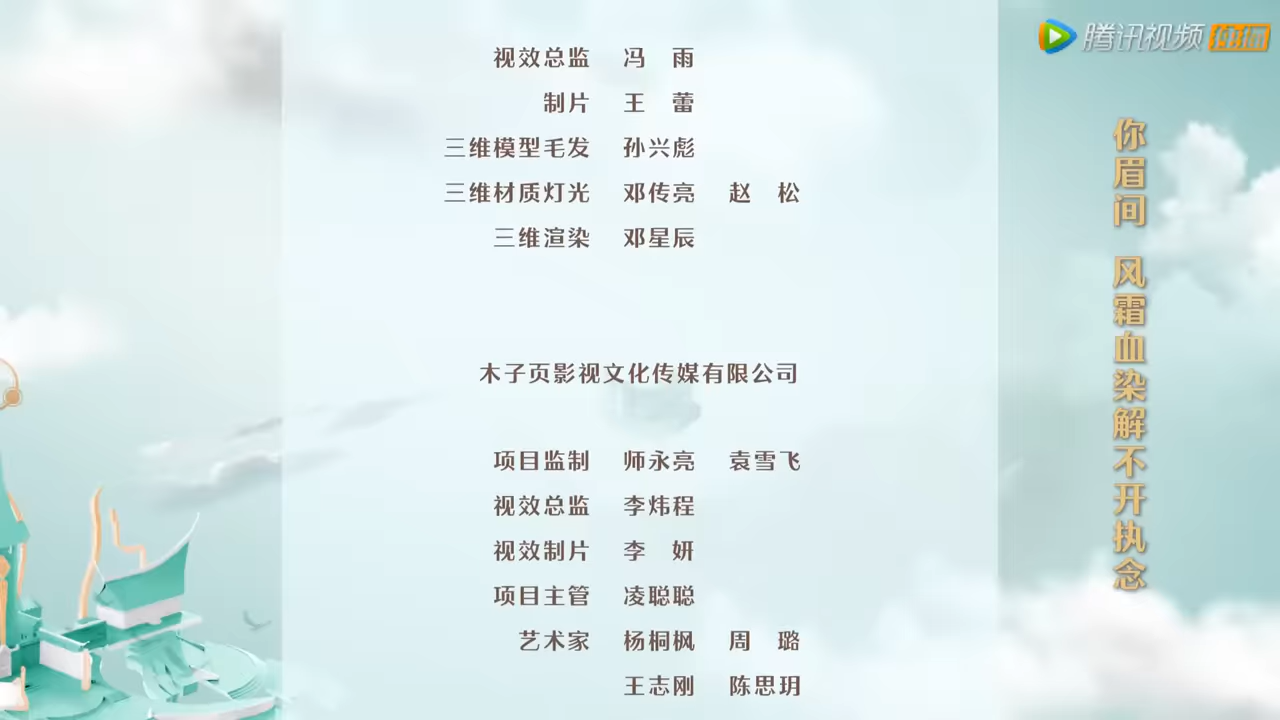 视效总监 冯 雨
制片 王 蕾
三维模型毛发 孙兴彪
三维材质灯光 邓传亮 赵 松
三维渲染 邓星辰
木子页影视文化传媒有限公司
项目监制 师永亮 袁雪飞
视效总监 李炜程
视效制片 李 妍
项目主管 凌聪聪
艺术家 杨桐枫 周 璐
王志刚 陈思玥
腾讯视频
你眉间 风霜血染解不开执念